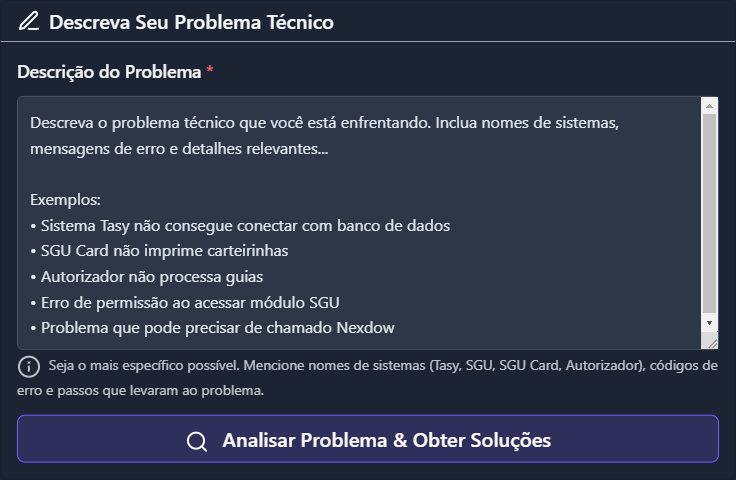 Descreva Seu Problema Técnico
Descrição do Problema *
Descreva o problema técnico que você está enfrentando. Inclua nomes de sistemas,
mensagens de erro e detalhes relevantes...
Exemplos:
• Sistema Tasy não consegue conectar com banco de dados
• SGU Card não imprime carteirinhas
• Autorizador não processa guias
• Erro de permissão ao acessar módulo SGU
• Problema que pode precisar de chamado Nexdow
Seja o mais específico possível. Mencione nomes de sistemas (Tasy, SGU, SGU Card, Autorizador), códigos de
erro e passos que levaram ao problema.
Analisar Problema & Obter Soluções